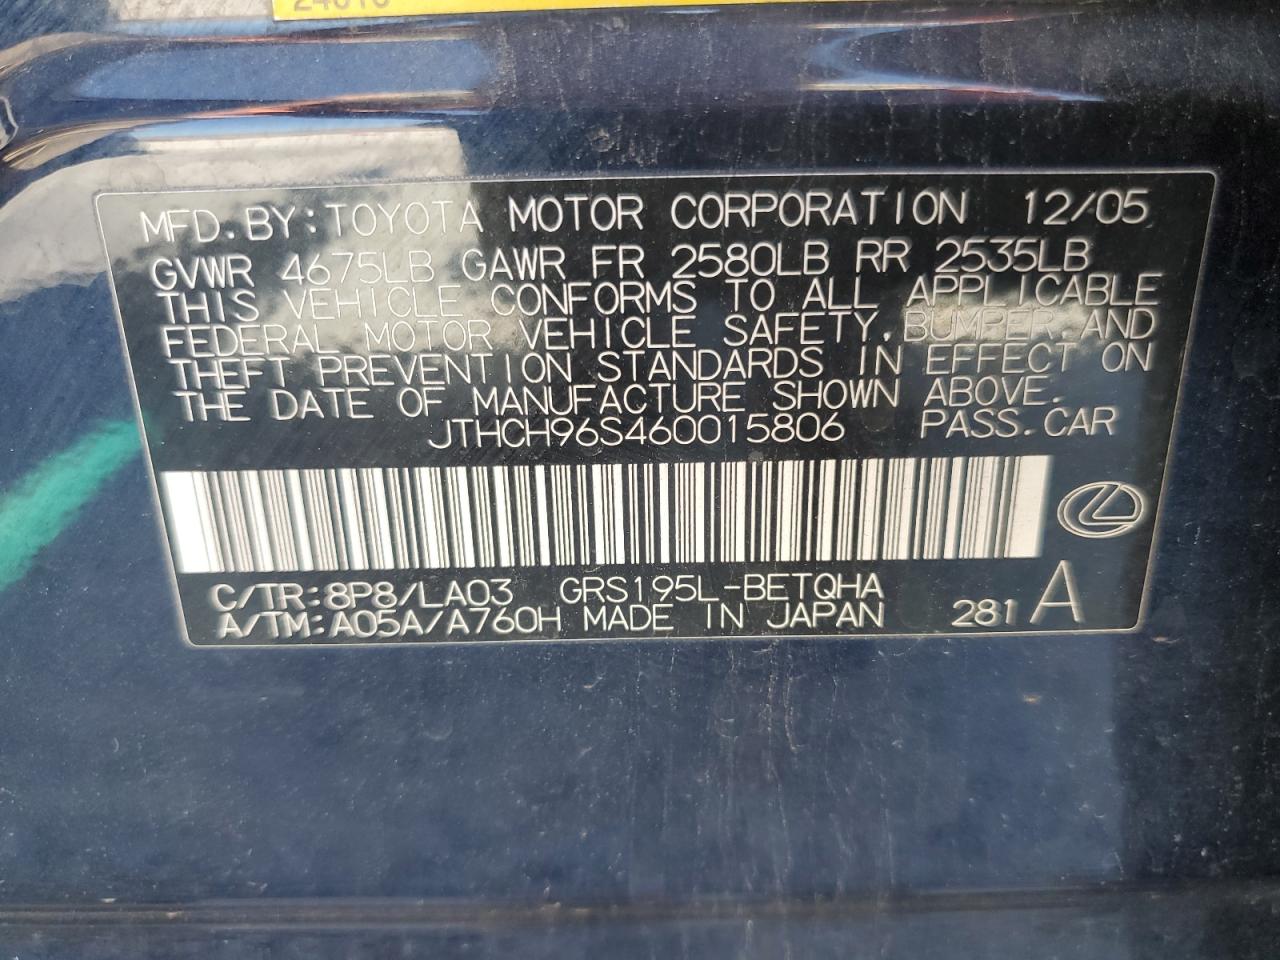 MFD. BY: TOYOTA MOTOR CORPORATION 12/05
GVWR 4675LB GAWR FR 2580LB RR 2535LB
THIS VEHICLE CONFORMS TO ALL APPLICABLE
FEDERAL MOTOR VEHICLE SAFETY, BUMPER, AND
THEFT PREVENTION STANDARDS IN EFFECT ON
THE DATE OF MANUFACTURE SHOWN ABOVE.
JTHCH96S460015806 PASS. CAR
C/TR: 8P8/LA03 GRS195L-BETQHA
A/TM: A05A/A760H MADE IN JAPAN 281 A